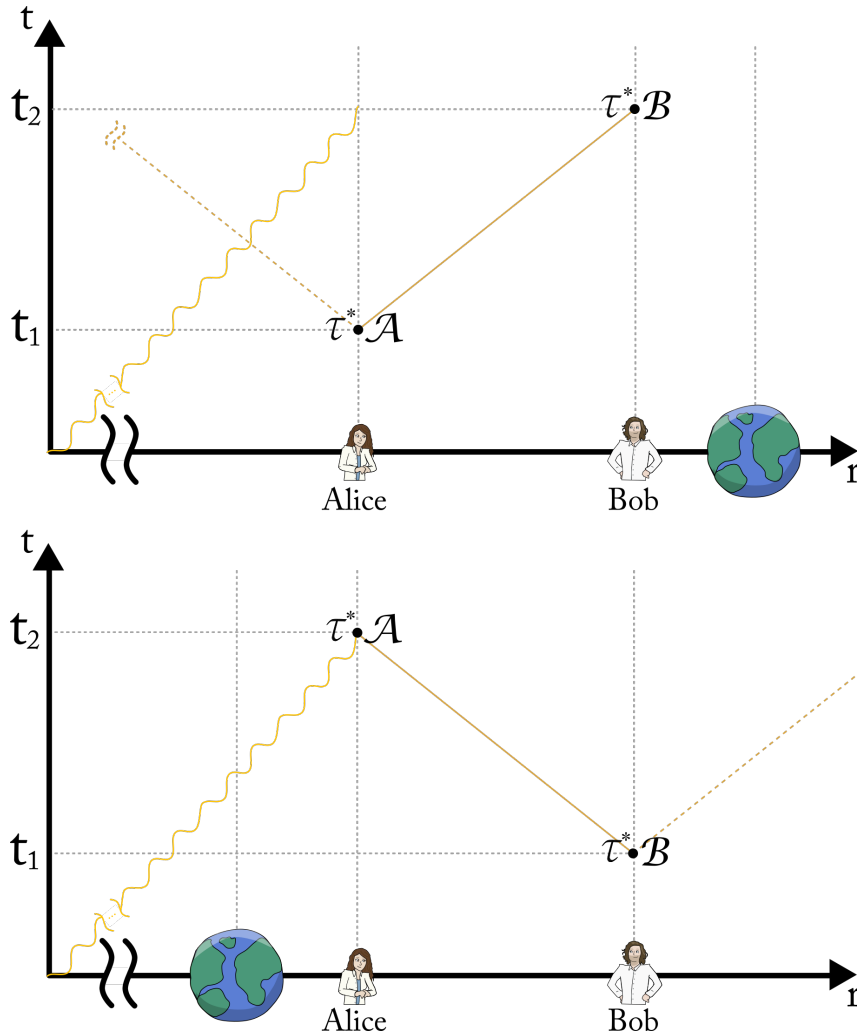 t
t₂
τ* B
t₁
τ* A
Alice
Bob
r
t
t₂
τ* A
t₁
τ* B
Alice
Bob
r